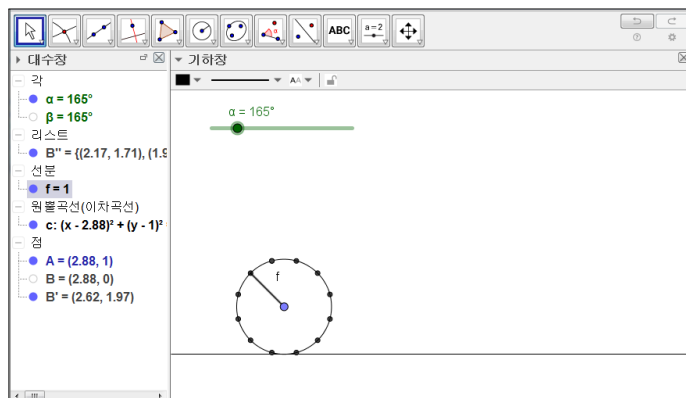 ABC
a=2
대수창
기하창
각
α = 165°
β = 165°
리스트
B'' = {(2.17, 1.71), (1.9
선분
f = 1
원뿔곡선(이차곡선)
c: (x - 2.88)² + (y - 1)²
점
A = (2.88, 1)
B = (2.88, 0)
B' = (2.62, 1.97)
AA
α = 165°
f